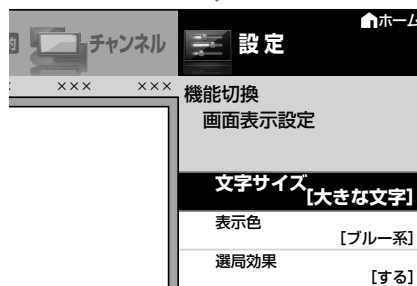 ホーム
チャンネル 設定
××× ×××
機能切換
画面表示設定
文字サイズ
[大きな文字]
表示色
[ブルー系]
選局効果
[する]